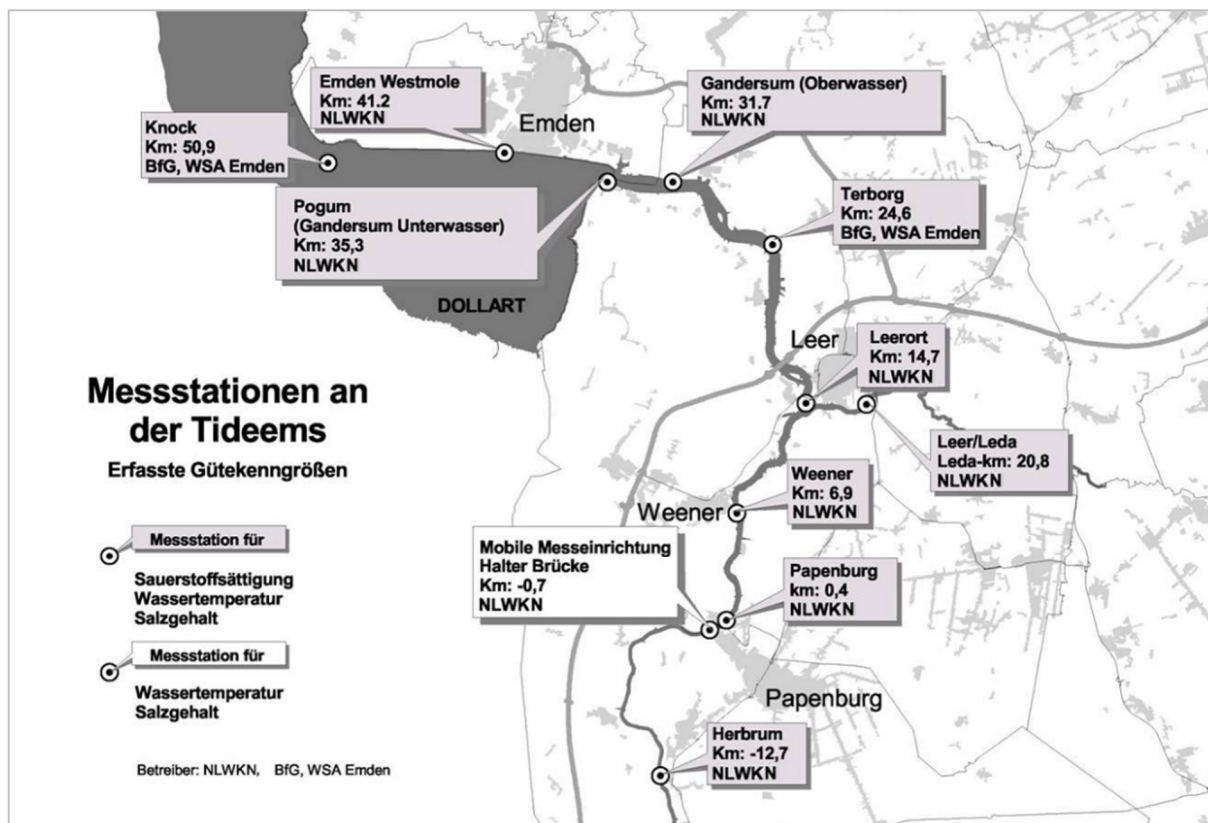 Emden Westmole
Km: 41.2
NLWKN
Gandersum (Oberwasser)
Km: 31.7
NLWKN
Knock
Km: 50,9
BfG, WSA Emden
Emden
Pogum
(Gandersum Unterwasser)
Km: 35,3
NLWKN
Terborg
Km: 24,6
BfG, WSA Emden
DOLLART
Leer
Leerort
Km: 14,7
NLWKN
Messstationen an
der Tideems
Erfasste Gütekenngrößen
Leer/Leda
Leda-km: 20,8
NLWKN
Weener
Km: 6,9
NLWKN
Weener
Mobile Messeinrichtung
Halter Brücke
Km: -0,7
NLWKN
Papenburg
km: 0,4
NLWKN
Papenburg
Herbrum
Km: -12,7
NLWKN
Messstation für
Sauerstoffsättigung
Wassertemperatur
Salzgehalt
Messstation für
Wassertemperatur
Salzgehalt
Betreiber: NLWKN, BfG, WSA Emden